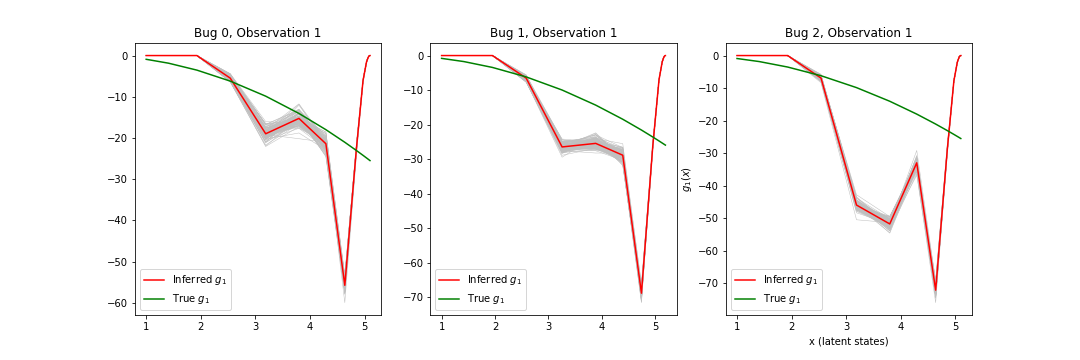 Bug 0, Observation 1
0
−10
−20
−30
−40
−50
−60
Inferred g₁
True g₁
1 2 3 4 5
Bug 1, Observation 1
0
−10
−20
−30
−40
−50
−60
−70
Inferred g₁
True g₁
1 2 3 4 5
Bug 2, Observation 1
g₁(x)
0
−10
−20
−30
−40
−50
−60
−70
Inferred g₁
True g₁
1 2 3 4 5
x (latent states)